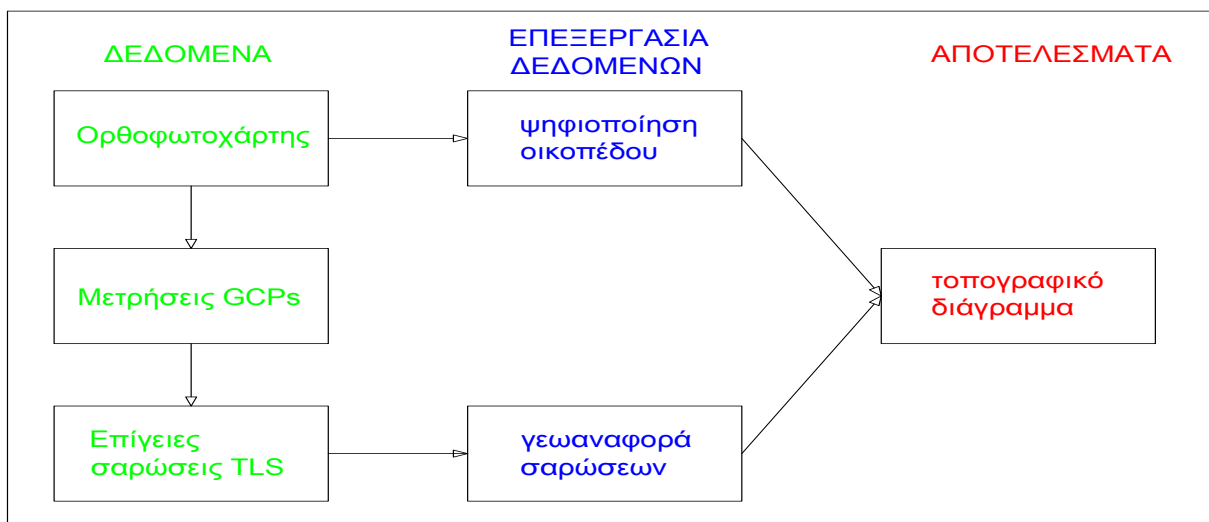 ΔΕΔΟΜΕΝΑ
ΕΠΕΞΕΡΓΑΣΙΑ
ΔΕΔΟΜΕΝΩΝ
ΑΠΟΤΕΛΕΣΜΑΤΑ
Ορθοφωτοχάρτης
ψηφιοποίηση
οικοπέδου
Μετρήσεις GCPs
τοπογραφικό
διάγραμμα
Επίγειες
σαρώσεις TLS
γεωαναφορά
σαρώσεων